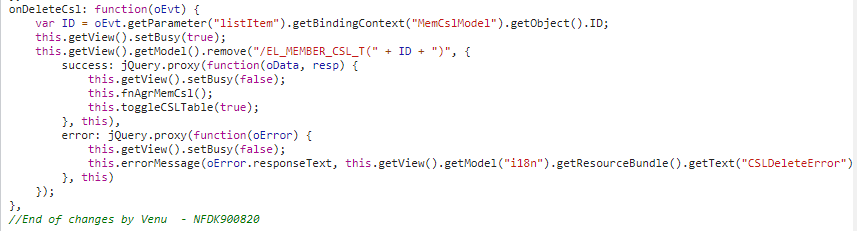 onDeleteCsl: function(oEvt) {
    var ID = oEvt.getParameter("listItem").getBindingContext("MemCslModel").getObject().ID;
    this.getView().setBusy(true);
    this.getView().getModel().remove("/EL_MEMBER_CSL_T(" + ID + ")", {
        success: jQuery.proxy(function(oData, resp) {
            this.getView().setBusy(false);
            this.fnAgrMemCsl();
            this.toggleCSLTable(true);
        }, this),
        error: jQuery.proxy(function(oError) {
            this.getView().setBusy(false);
            this.errorMessage(oError.responseText, this.getView().getModel("i18n").getResourceBundle().getText("CSLDeleteError")
        }, this)
    });
},
//End of changes by Venu  - NFDK900820